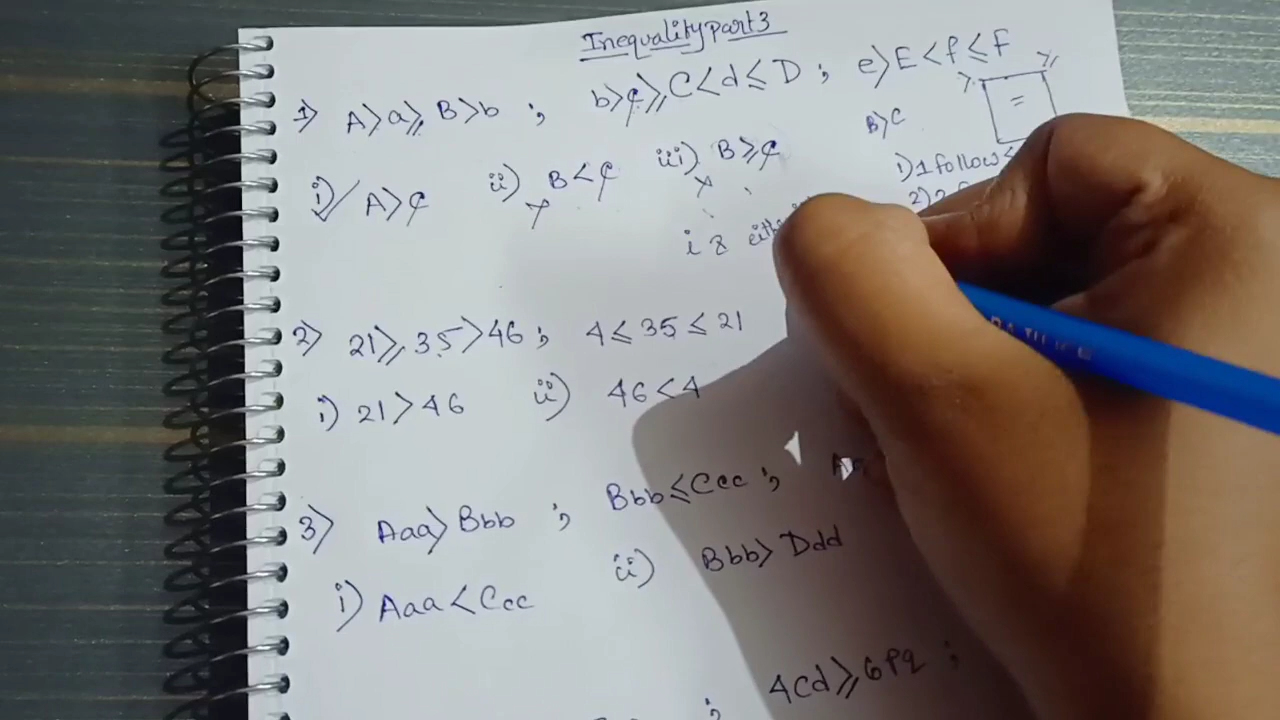 Inequality part 3
1) A>a≥B>b ; b>ȼ≥C<d≤D ; e>E<f≤F
B>C =
i) A>ȼ ii) B<ȼ iii) B≥ȼ
1) 1 follow
i
2) 21≥35>46 ; 4≤35≤21
i) 21>46 ii) 46<4
3) Aaa>Bbb ; Bbb≤Ccc ;
i) Aaa<Ccc ii) Bbb>Ddd
; 4cd≥6pq ;